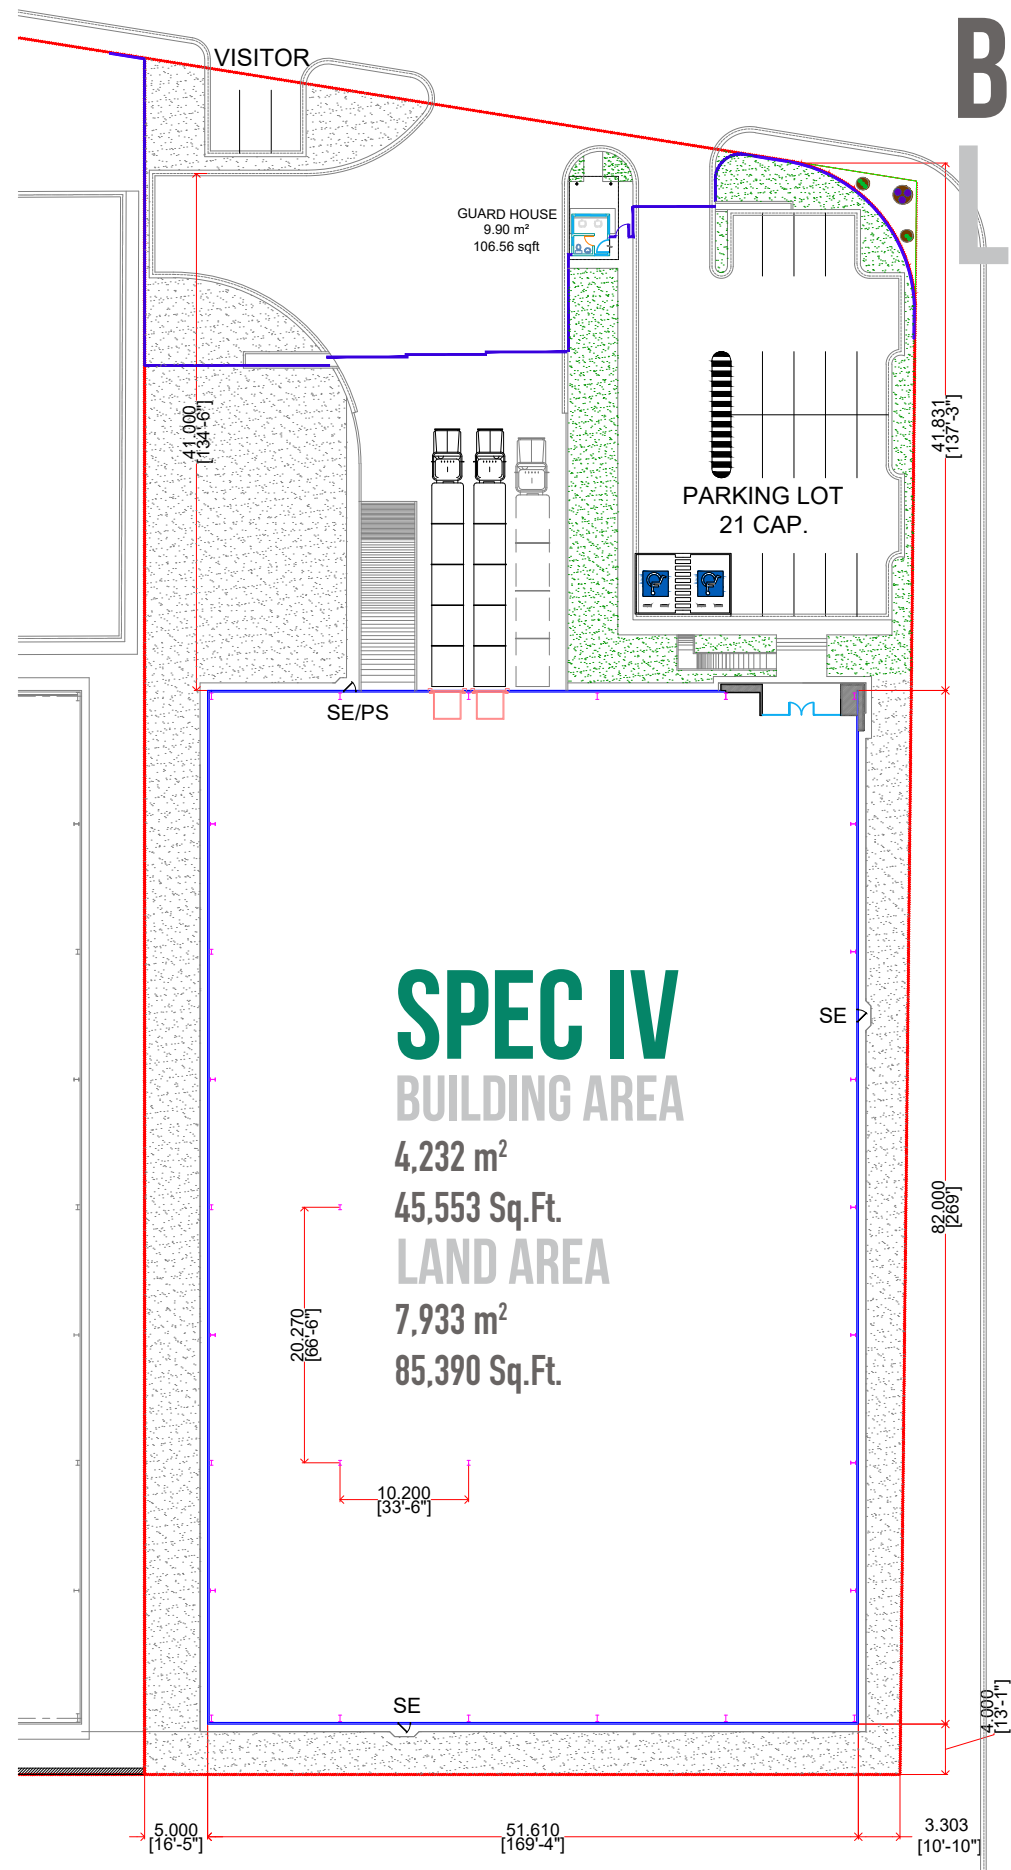 B
L
VISITOR
GUARD HOUSE
9.90 m²
106.56 sqft
41.000
[134'-6"]
41.831
[137'-3"]
PARKING LOT
21 CAP.
SE/PS
SE
SPEC IV
BUILDING AREA
4,232 m²
45,553 Sq.Ft.
LAND AREA
7,933 m²
85,390 Sq.Ft.
82.000
[269']
20.270
[66'-6"]
10.200
[33'-6"]
SE
4.000
[13'-1"]
5.000
[16'-5"]
51.610
[169'-4"]
3.303
[10'-10"]